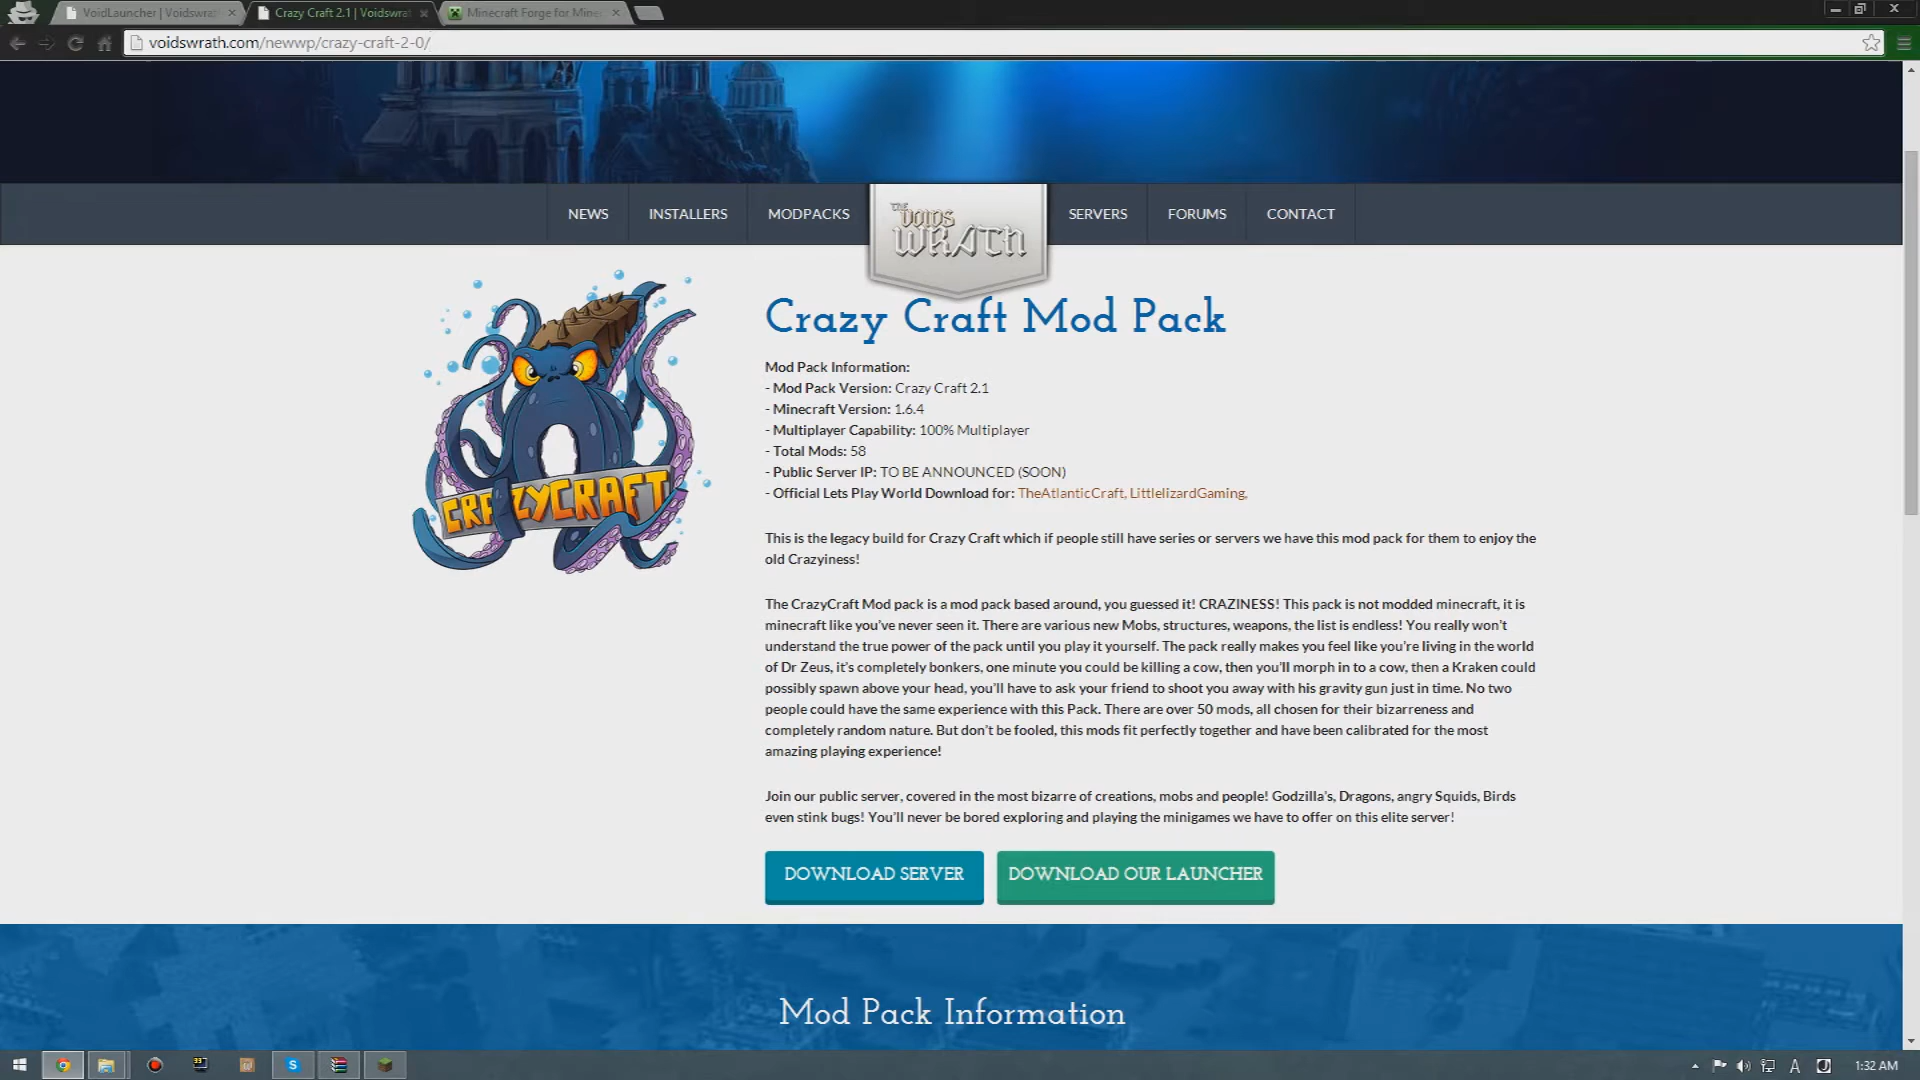 VoidLauncher | Voidswrat
Crazy Craft 2.1 | Voidswrat
Minecraft Forge for Mine
voidswrath.com/newwp/crazy-craft-2-0/
NEWS
INSTALLERS
MODPACKS
THE VOIDS WRATH
SERVERS
FORUMS
CONTACT
CRAZYCRAFT
Crazy Craft Mod Pack
Mod Pack Information:
- Mod Pack Version: Crazy Craft 2.1
- Minecraft Version: 1.6.4
- Multiplayer Capability: 100% Multiplayer
- Total Mods: 58
- Public Server IP: TO BE ANNOUNCED (SOON)
- Official Lets Play World Download for: TheAtlanticCraft, LittlelizardGaming,
This is the legacy build for Crazy Craft which if people still have series or servers we have this mod pack for them to enjoy the
old Crazyiness!
The CrazyCraft Mod pack is a mod pack based around, you guessed it! CRAZINESS! This pack is not modded minecraft, it is
minecraft like you've never seen it. There are various new Mobs, structures, weapons, the list is endless! You really won't
understand the true power of the pack until you play it yourself. The pack really makes you feel like you're living in the world
of Dr Zeus, it's completely bonkers, one minute you could be killing a cow, then you'll morph in to a cow, then a Kraken could
possibly spawn above your head, you'll have to ask your friend to shoot you away with his gravity gun just in time. No two
people could have the same experience with this Pack. There are over 50 mods, all chosen for their bizarreness and
completely random nature. But don't be fooled, this mods fit perfectly together and have been calibrated for the most
amazing playing experience!
Join our public server, covered in the most bizarre of creations, mobs and people! Godzilla's, Dragons, angry Squids, Birds
even stink bugs! You'll never be bored exploring and playing the minigames we have to offer on this elite server!
DOWNLOAD SERVER
DOWNLOAD OUR LAUNCHER
Mod Pack Information
A
1:32 AM